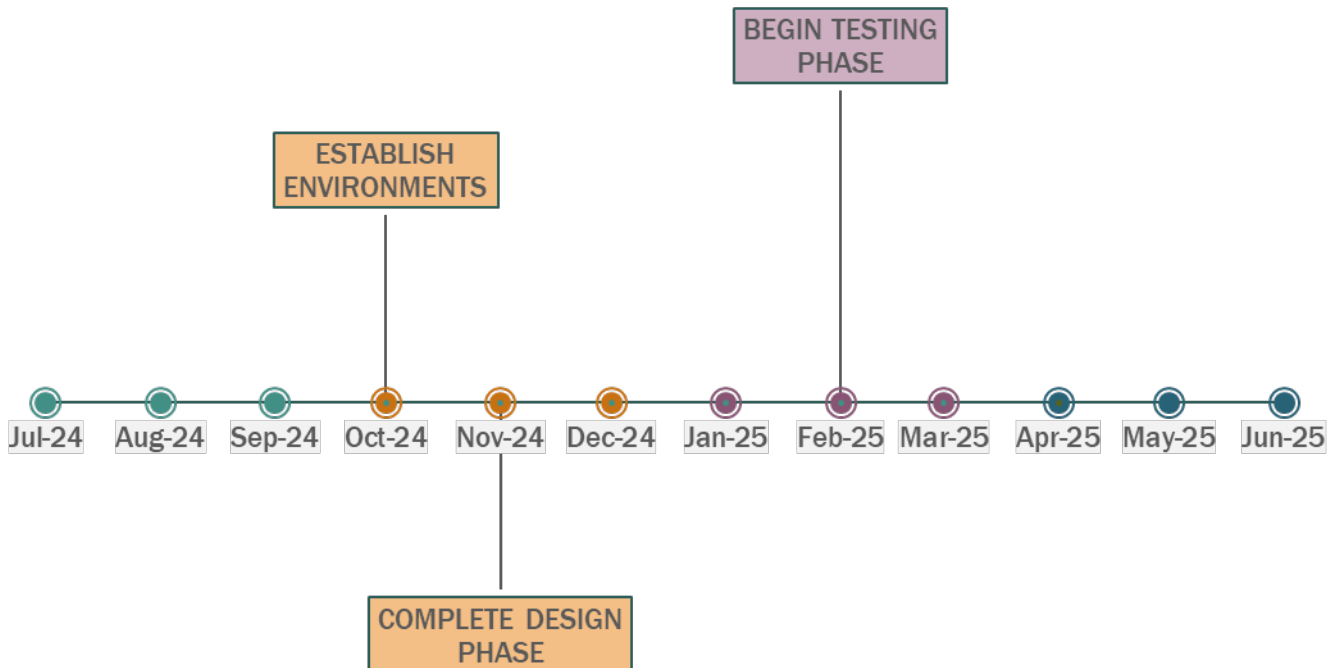 BEGIN TESTING
PHASE
ESTABLISH
ENVIRONMENTS
Jul-24 Aug-24 Sep-24 Oct-24 Nov-24 Dec-24 Jan-25 Feb-25 Mar-25 Apr-25 May-25 Jun-25
COMPLETE DESIGN
PHASE